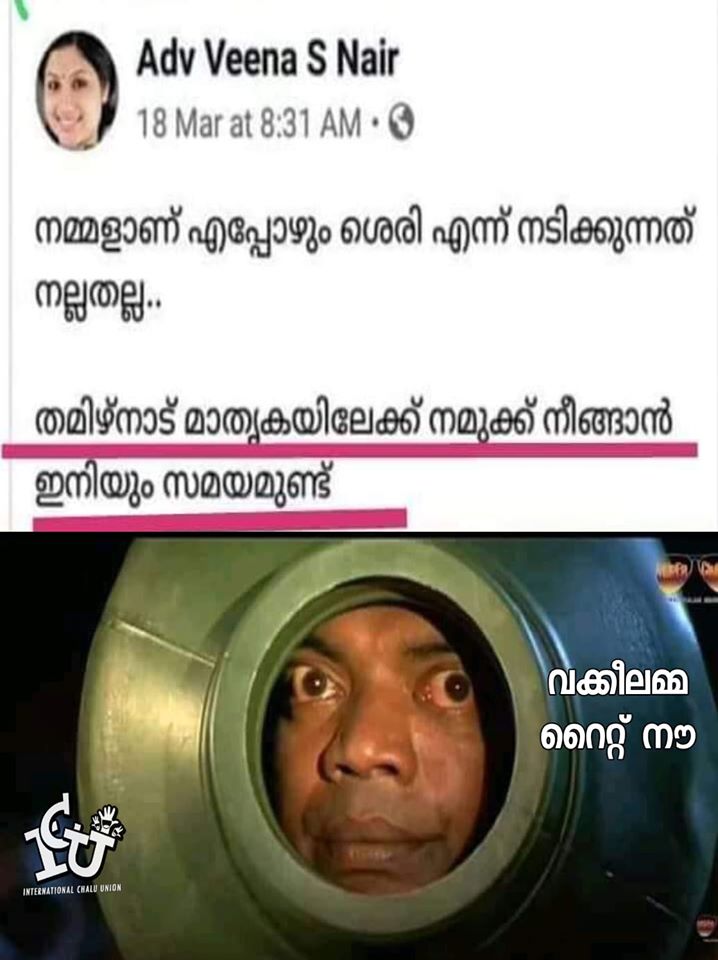 Adv Veena S Nair
18 Mar at 8:31 AM ·
നമ്മളാണ് എപ്പോഴും ശെരി എന്ന് നടിക്കുന്നത്
നല്ലതല്ല..
തമിഴ്നാട് മാതൃകയിലേക്ക് നമുക്ക് നീങ്ങാൻ
ഇനിയും സമയമുണ്ട്
വക്കീലമ്മ
റൈറ്റ് നൗ
ICU
INTERNATIONAL CHALU UNION